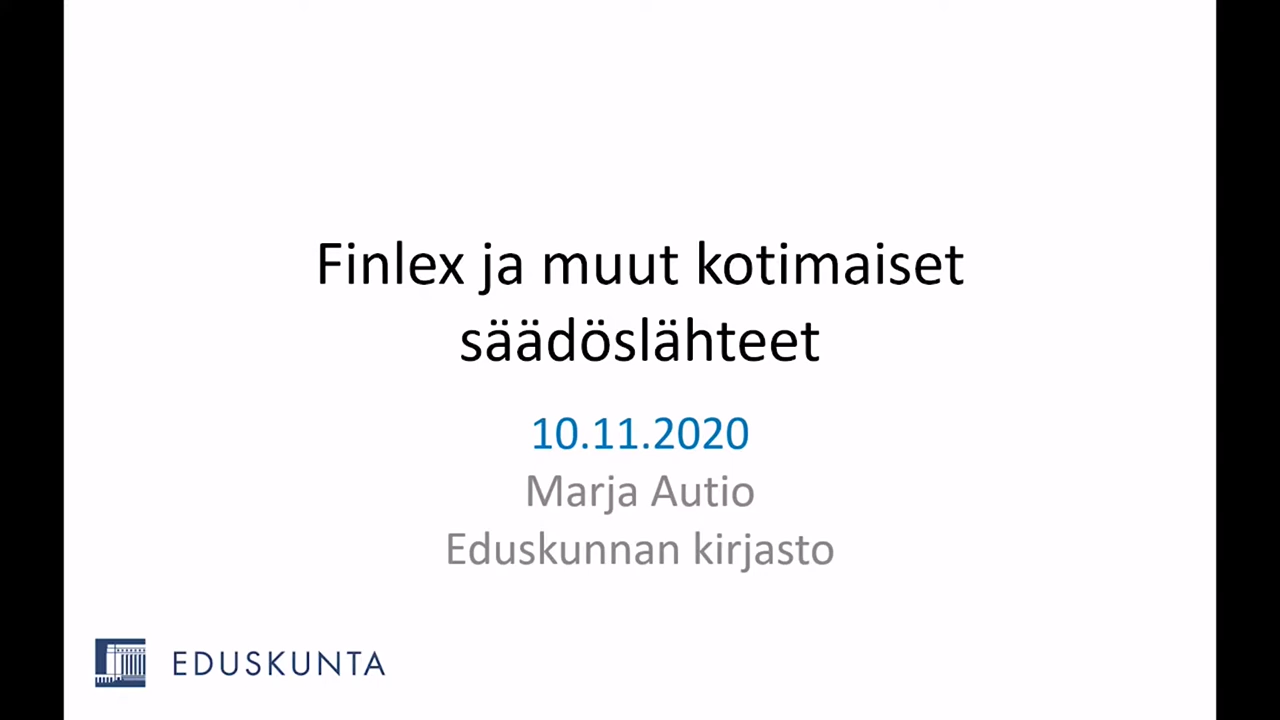 Finlex ja muut kotimaiset
säädöslähteet
10.11.2020
Marja Autio
Eduskunnan kirjasto
EDUSKUNTA